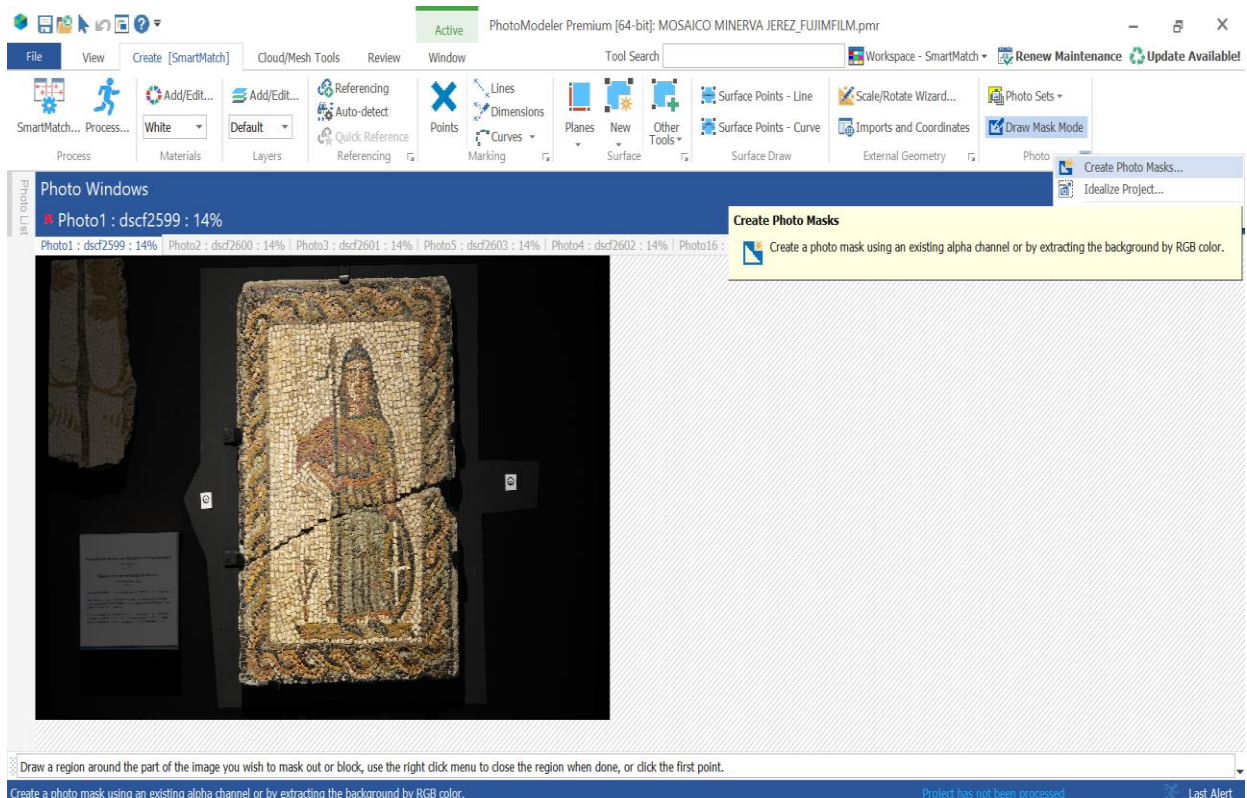 Active
PhotoModeler Premium [64-bit]: MOSAICO MINERVA JEREZ_FUJIMFILM.pmr
File
View
Create [SmartMatch]
Cloud/Mesh Tools
Review
Window
Tool Search
Workspace - SmartMatch
Renew Maintenance
Update Available!
SmartMatch...
Process...
Process
Add/Edit...
White
Materials
Add/Edit...
Default
Layers
Referencing
Auto-detect
Quick Reference
Referencing
Points
Lines
Dimensions
Curves
Marking
Planes
New
Other Tools
Surface
Surface Points - Line
Surface Points - Curve
Surface Draw
Scale/Rotate Wizard...
Imports and Coordinates
External Geometry
Photo Sets
Draw Mask Mode
Photo
Create Photo Masks...
Idealize Project...
Photo List
Photo Windows
Photo1 : dscf2599 : 14%
Photo1 : dscf2599 : 14%
Photo2 : dscf2600 : 14%
Photo3 : dscf2601 : 14%
Photo5 : dscf2603 : 14%
Photo4 : dscf2602 : 14%
Photo16 :
Create Photo Masks
Create a photo mask using an existing alpha channel or by extracting the background by RGB color.
Draw a region around the part of the image you wish to mask out or block, use the right click menu to close the region when done, or click the first point.
Create a photo mask using an existing alpha channel or by extracting the background by RGB color.
Project has not been processed
Last Alert